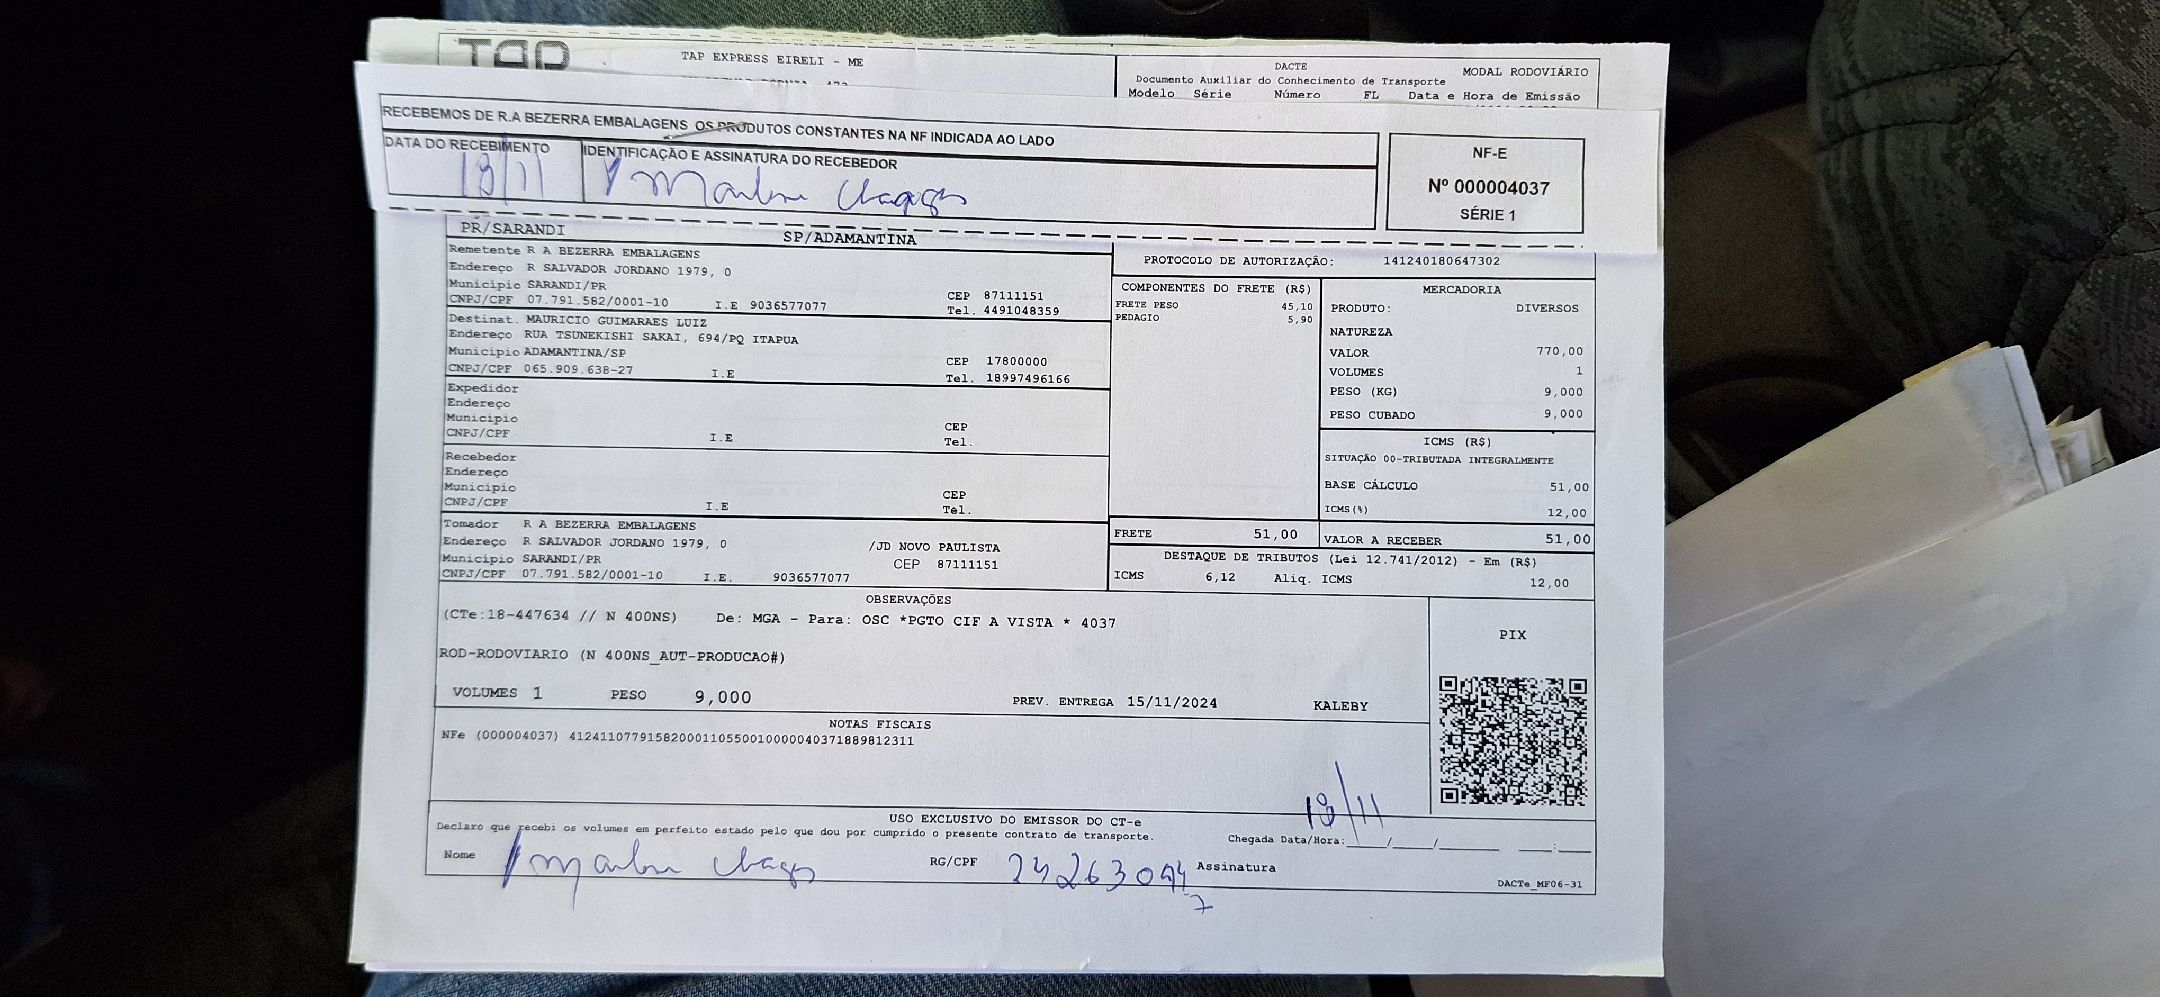 TAP
TAP EXPRESS EIRELI - ME
DACTE
Documento Auxiliar do Conhecimento de Transporte
MODAL RODOVIÁRIO
Modelo Série Número FL Data e Hora de Emissão
RECEBEMOS DE R.A BEZERRA EMBALAGENS OS PRODUTOS CONSTANTES NA NF INDICADA AO LADO
DATA DO RECEBIMENTO
IDENTIFICAÇÃO E ASSINATURA DO RECEBEDOR
NF-E
Nº 000004037
SÉRIE 1
PR/SARANDI
SP/ADAMANTINA
Remetente R A BEZERRA EMBALAGENS
Endereço R SALVADOR JORDANO 1979, 0
Município SARANDI/PR
CEP 87111151
CNPJ/CPF 07.791.582/0001-10 I.E 9036577077
Tel. 4491048359
Destinat. MAURICIO GUIMARAES LUIZ
Endereço RUA TSUNEKISHI SAKAI, 694/PQ ITAPUA
Município ADAMANTINA/SP
CEP 17800000
CNPJ/CPF 065.909.638-27 I.E
Tel. 18997496166
Expedidor
Endereço
Município
CEP
CNPJ/CPF I.E
Tel.
Recebedor
Endereço
Município
CEP
CNPJ/CPF I.E
Tel.
Tomador R A BEZERRA EMBALAGENS
Endereço R SALVADOR JORDANO 1979, 0 /JD NOVO PAULISTA
Município SARANDI/PR CEP 87111151
CNPJ/CPF 07.791.582/0001-10 I.E. 9036577077
PROTOCOLO DE AUTORIZAÇÃO: 141240180647302
COMPONENTES DO FRETE (R$)
FRETE PESO 45,10
PEDAGIO 5,90
MERCADORIA
PRODUTO: DIVERSOS
NATUREZA
VALOR 770,00
VOLUMES 1
PESO (KG) 9,000
PESO CUBADO 9,000
ICMS (R$)
SITUAÇÃO 00-TRIBUTADA INTEGRALMENTE
BASE CÁLCULO 51,00
ICMS(%) 12,00
FRETE 51,00
VALOR A RECEBER 51,00
DESTAQUE DE TRIBUTOS (Lei 12.741/2012) - Em (R$)
ICMS 6,12 Aliq. ICMS 12,00
OBSERVAÇÕES
(CTe:18-447634 // N 400NS) De: MGA - Para: OSC *PGTO CIF A VISTA * 4037
ROD-RODOVIARIO (N 400NS_AUT-PRODUCAO#)
VOLUMES 1 PESO 9,000 PREV. ENTREGA 15/11/2024 KALEBY
PIX
NOTAS FISCAIS
NFe (000004037) 41241107791582000110550010000040371889812311
USO EXCLUSIVO DO EMISSOR DO CT-e
Declaro que recebi os volumes em perfeito estado pelo que dou por cumprido o presente contrato de transporte.
Chegada Data/Hora:____/____/______ ___:___
Nome
RG/CPF
Assinatura
DACTe_MF06-31